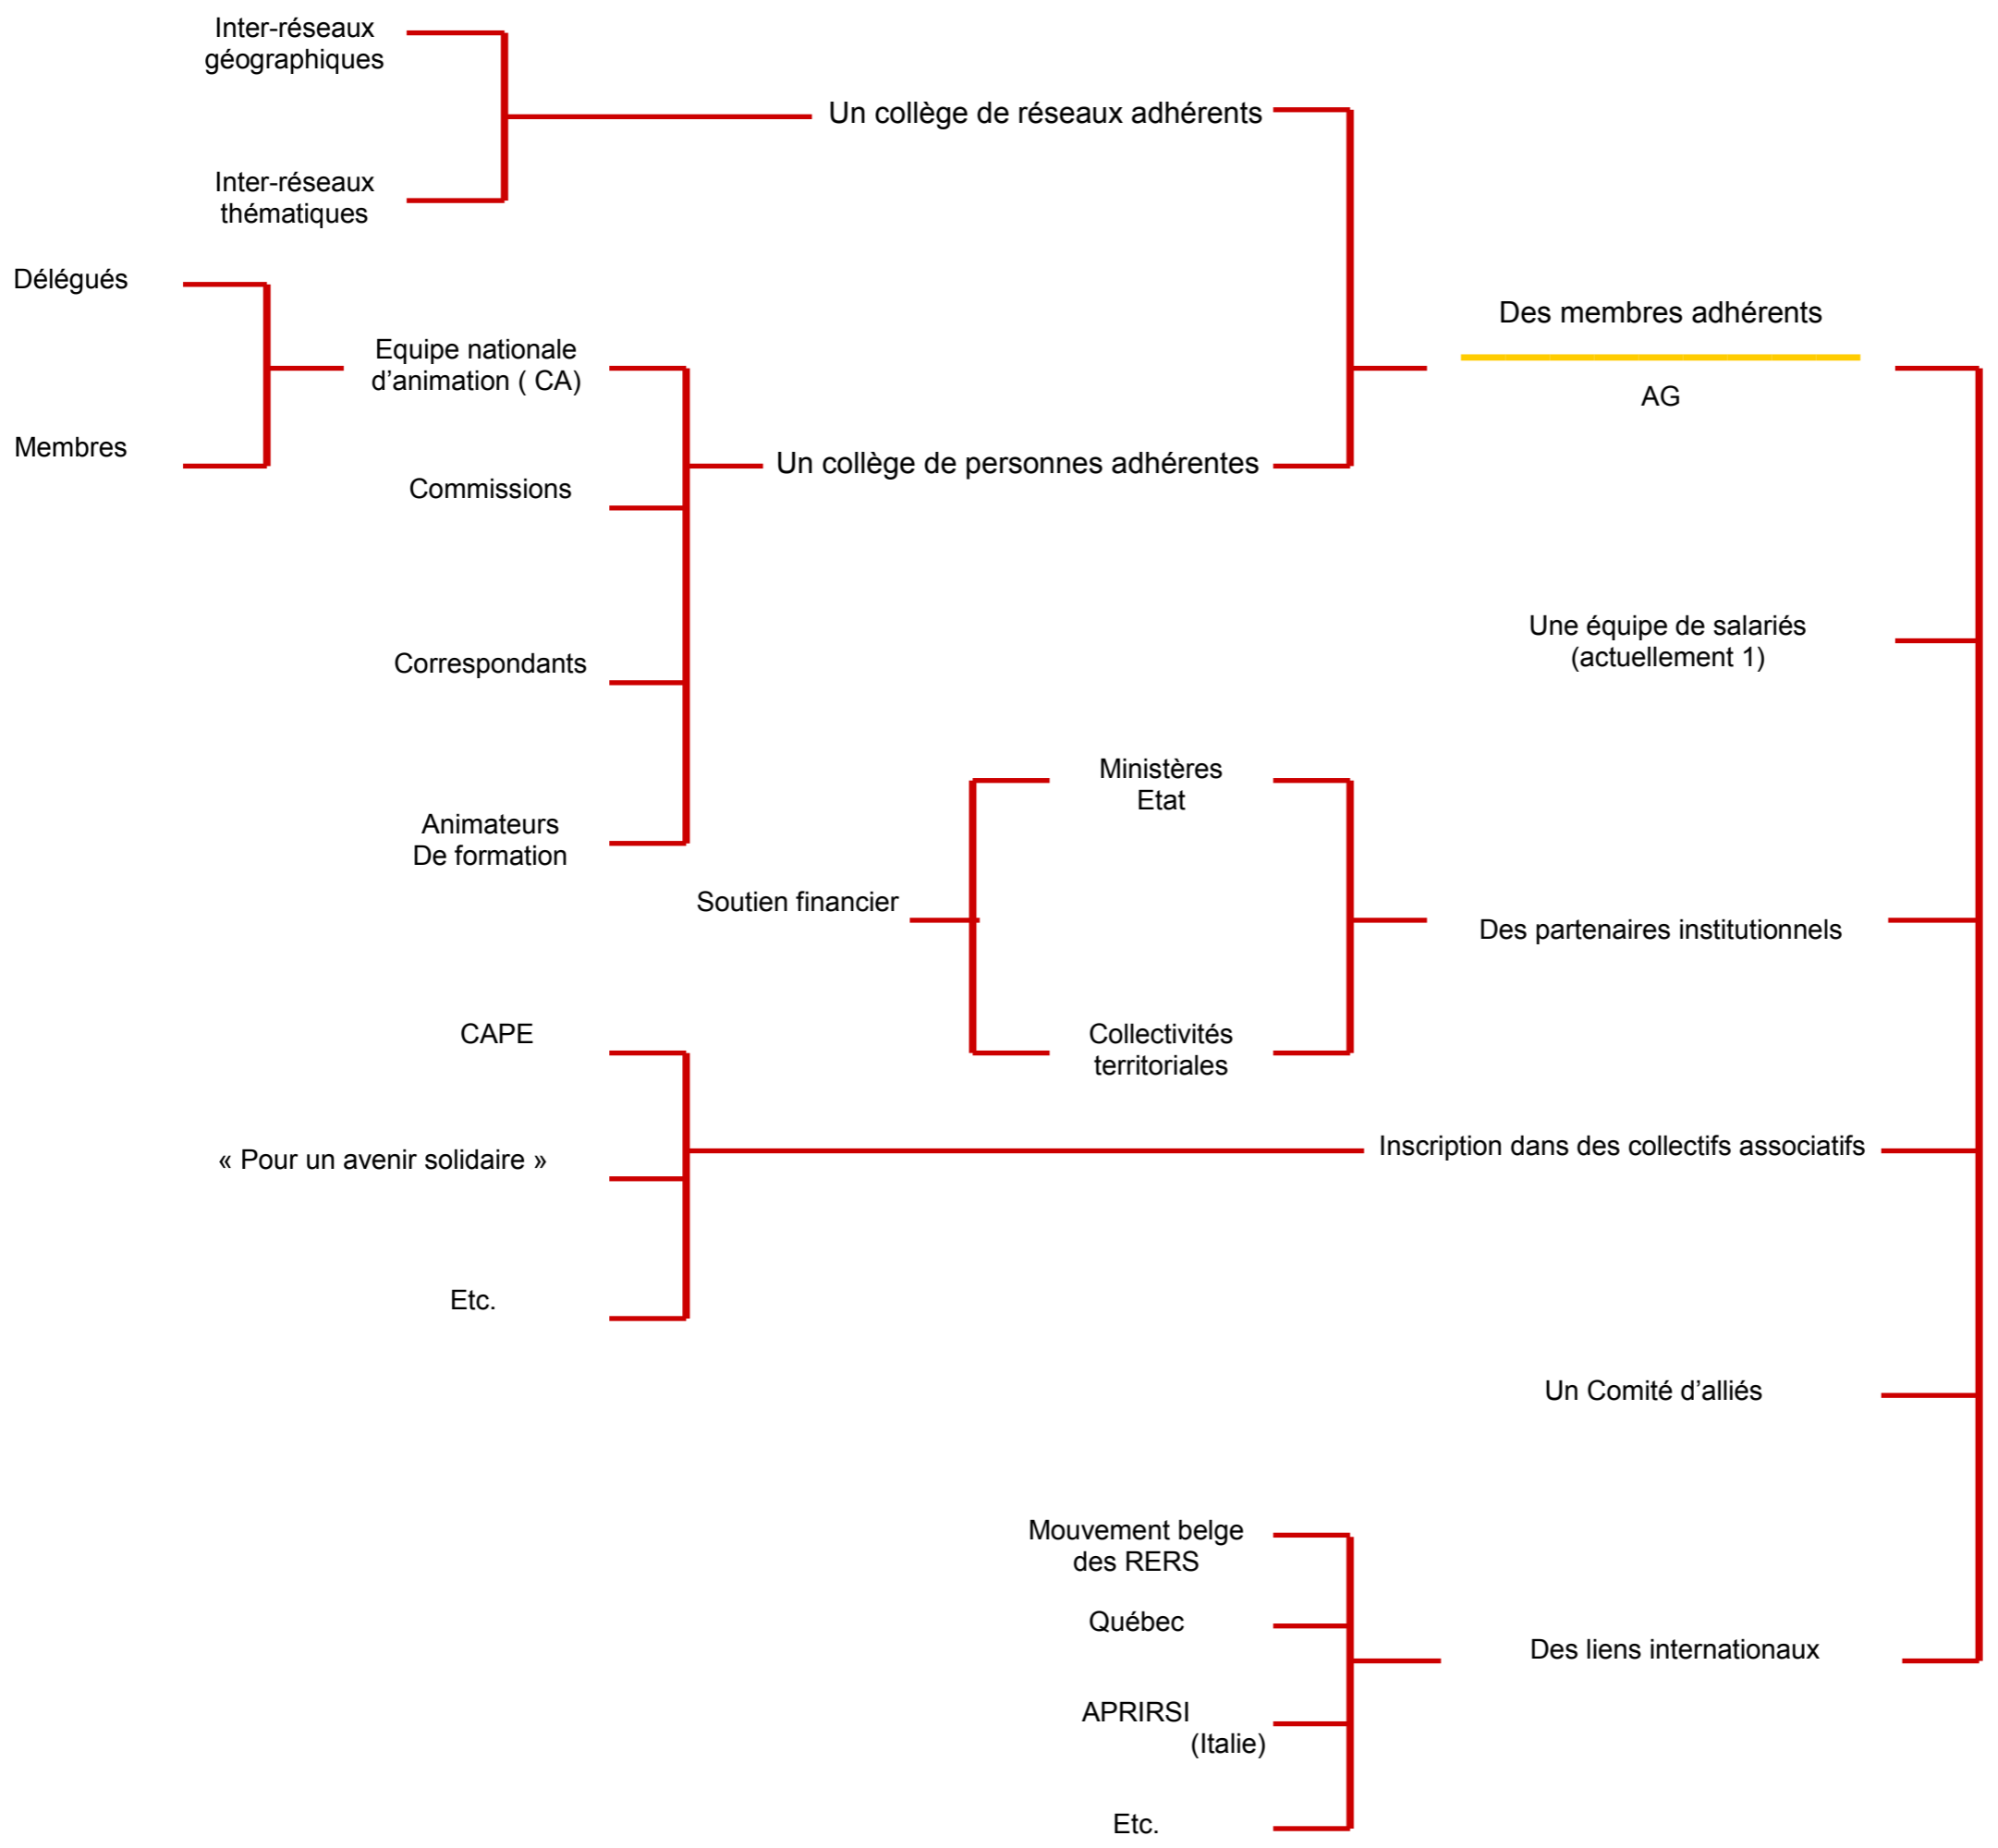 Inter-réseaux
géographiques
Un collège de réseaux adhérents
Inter-réseaux
thématiques
Délégués
Des membres adhérents
Equipe nationale
d’animation ( CA)
AG
Membres
Un collège de personnes adhérentes
Commissions
Une équipe de salariés
(actuellement 1)
Correspondants
Ministères
Etat
Animateurs
De formation
Soutien financier
Des partenaires institutionnels
CAPE
Collectivités
territoriales
« Pour un avenir solidaire »
Inscription dans des collectifs associatifs
Etc.
Un Comité d’alliés
Mouvement belge
des RERS
Québec
Des liens internationaux
APRIRSI
(Italie)
Etc.